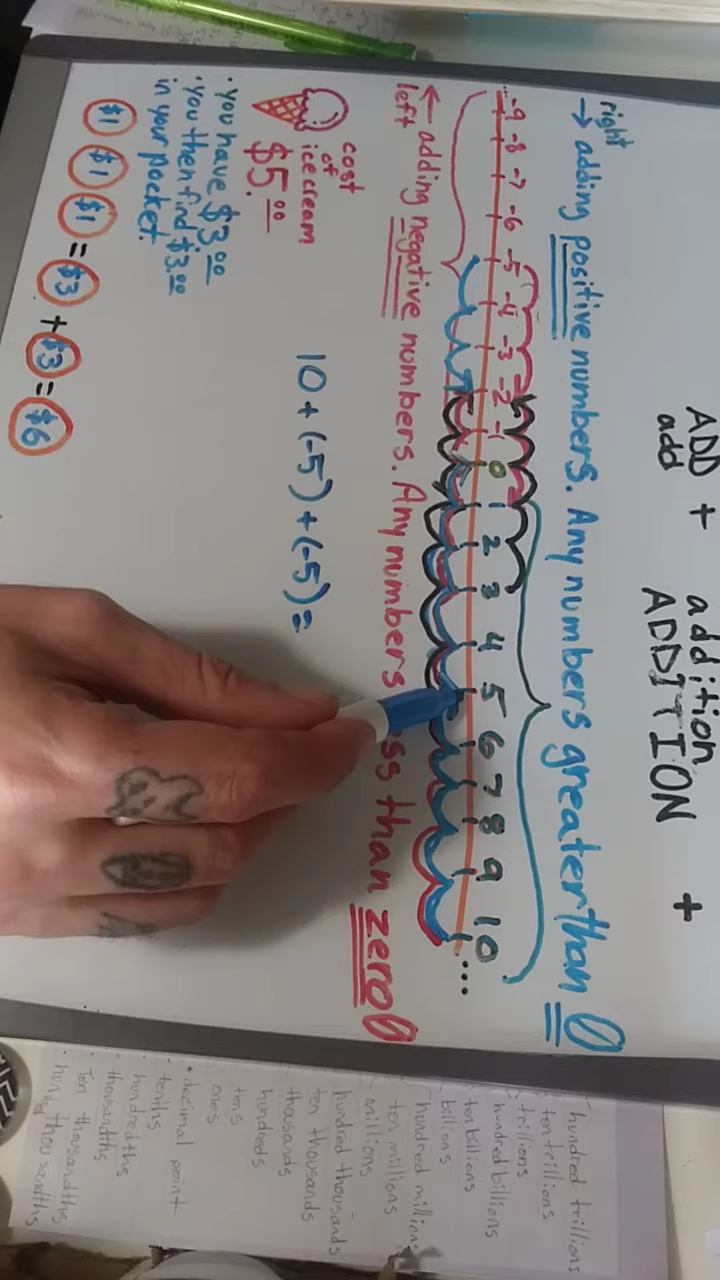 ADD + addition
add ADDITION +
right
→ adding positive numbers. Any numbers greater than 0
-9 -8 -7 -6 -5 -4 -3 -2 -1 0 1 2 3 4 5 6 7 8 9 10 ...
← adding negative numbers. Any numbers ss than zero 0
left
cost
of
ice cream
$5.00
10 + (-5) + (-5) =
• you have $3.00
• you then find $3.00
in your pocket.
$1 $1 $1 = $3 + $3 = $6
hundred trillions
ten trillions
trillions
hundred billions
ten billions
billions
hundred millions
ten millions
millions
hundred thousands
ten thousands
thousands
hundreds
tens
ones
• decimal point
tenths
hundredths
thousandths
Ten thousandths
hundred thousandths